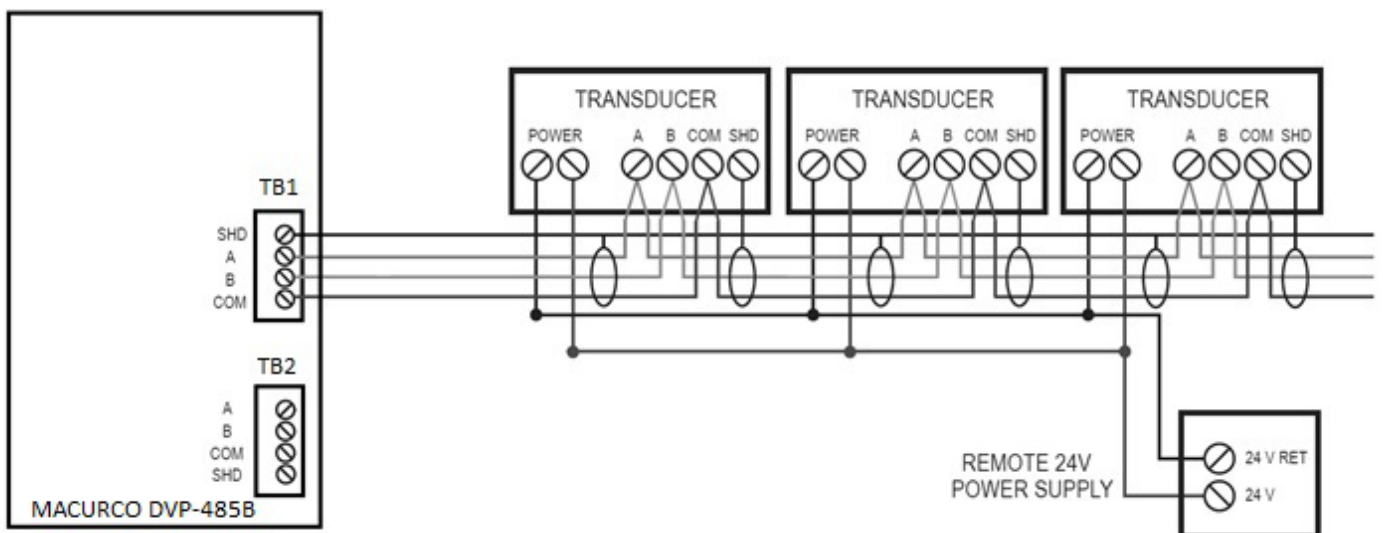 TRANSDUCER
POWER A B COM SHD
TRANSDUCER
POWER A B COM SHD
TRANSDUCER
POWER A B COM SHD
TB1
SHD
A
B
COM
TB2
A
B
COM
SHD
MACURCO DVP-485B
REMOTE 24V
POWER SUPPLY
24 V RET
24 V